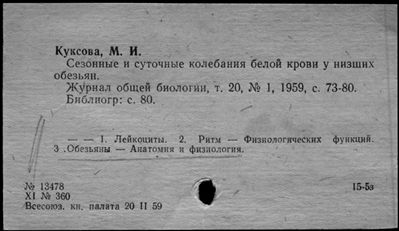 Куксова, М. И.
Сезонные и суточные колебания белой крови у низших
обезьян.
Журнал общей биологии, т. 20, № 1, 1959, с. 73-80.
Библиогр: с. 80.
— — 1. Лейкоциты. 2. Ритм — Физиологических функций.
3 .Обезьяны — Анатомия и физиология.
№ 13478
15-5з
XI № 360
Всесоюз. кн. палата 20 II 59